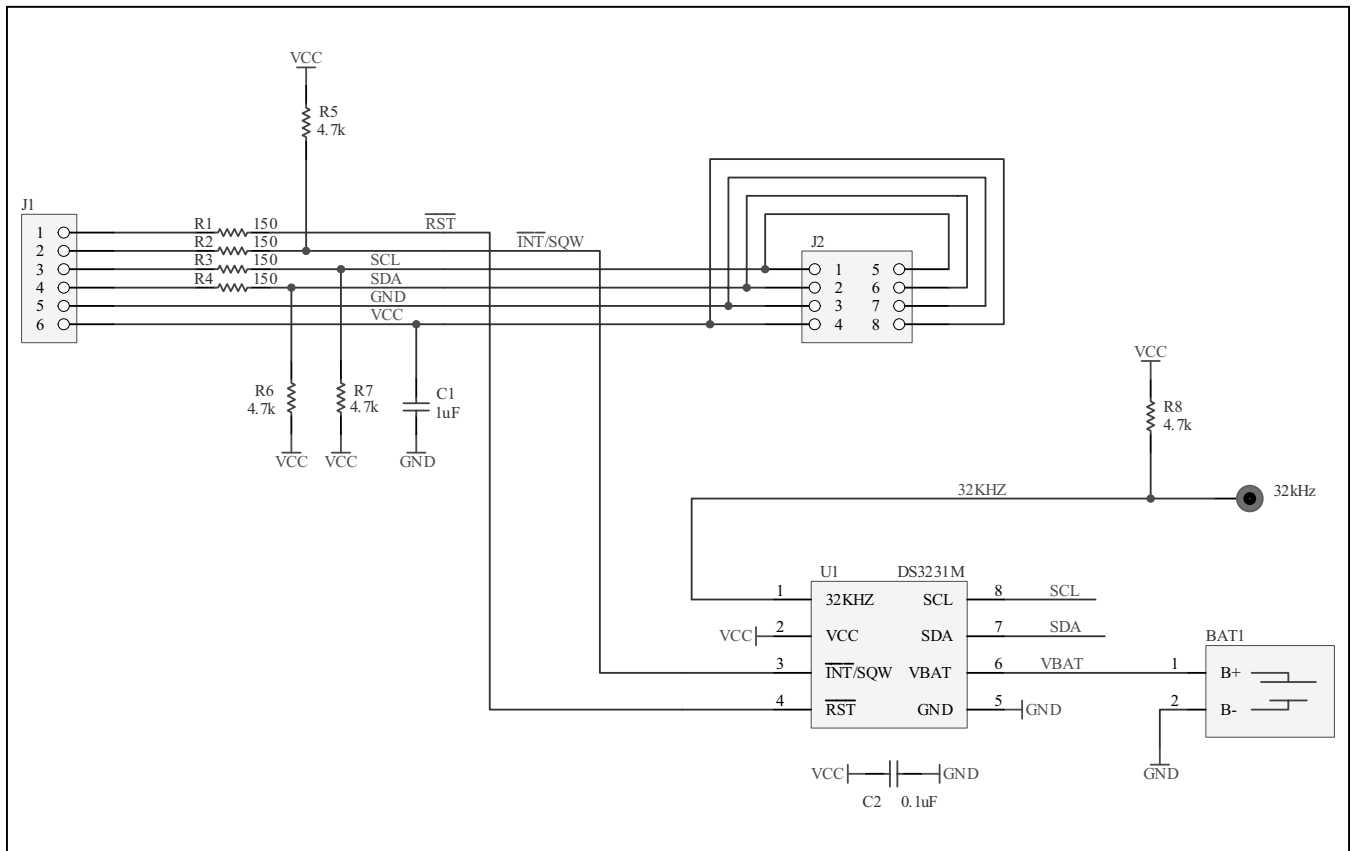 VCC
R5
4.7k
J1
1
R1
150
RST
2
R2
150
INT/SQW
3
R3
150
SCL
4
R4
150
SDA
5
GND
6
VCC
J2
1 5
2 6
3 7
4 8
R6
4.7k
VCC
R7
4.7k
VCC
C1
1uF
GND
VCC
R8
4.7k
32KHZ
32kHz
U1 DS3231M
1 32KHZ SCL 8 SCL
VCC 2 VCC SDA 7 SDA
3 INT/SQW VBAT 6 VBAT
4 RST GND 5 GND
BAT1
1 B+
2 B-
GND
VCC GND
C2 0.1uF